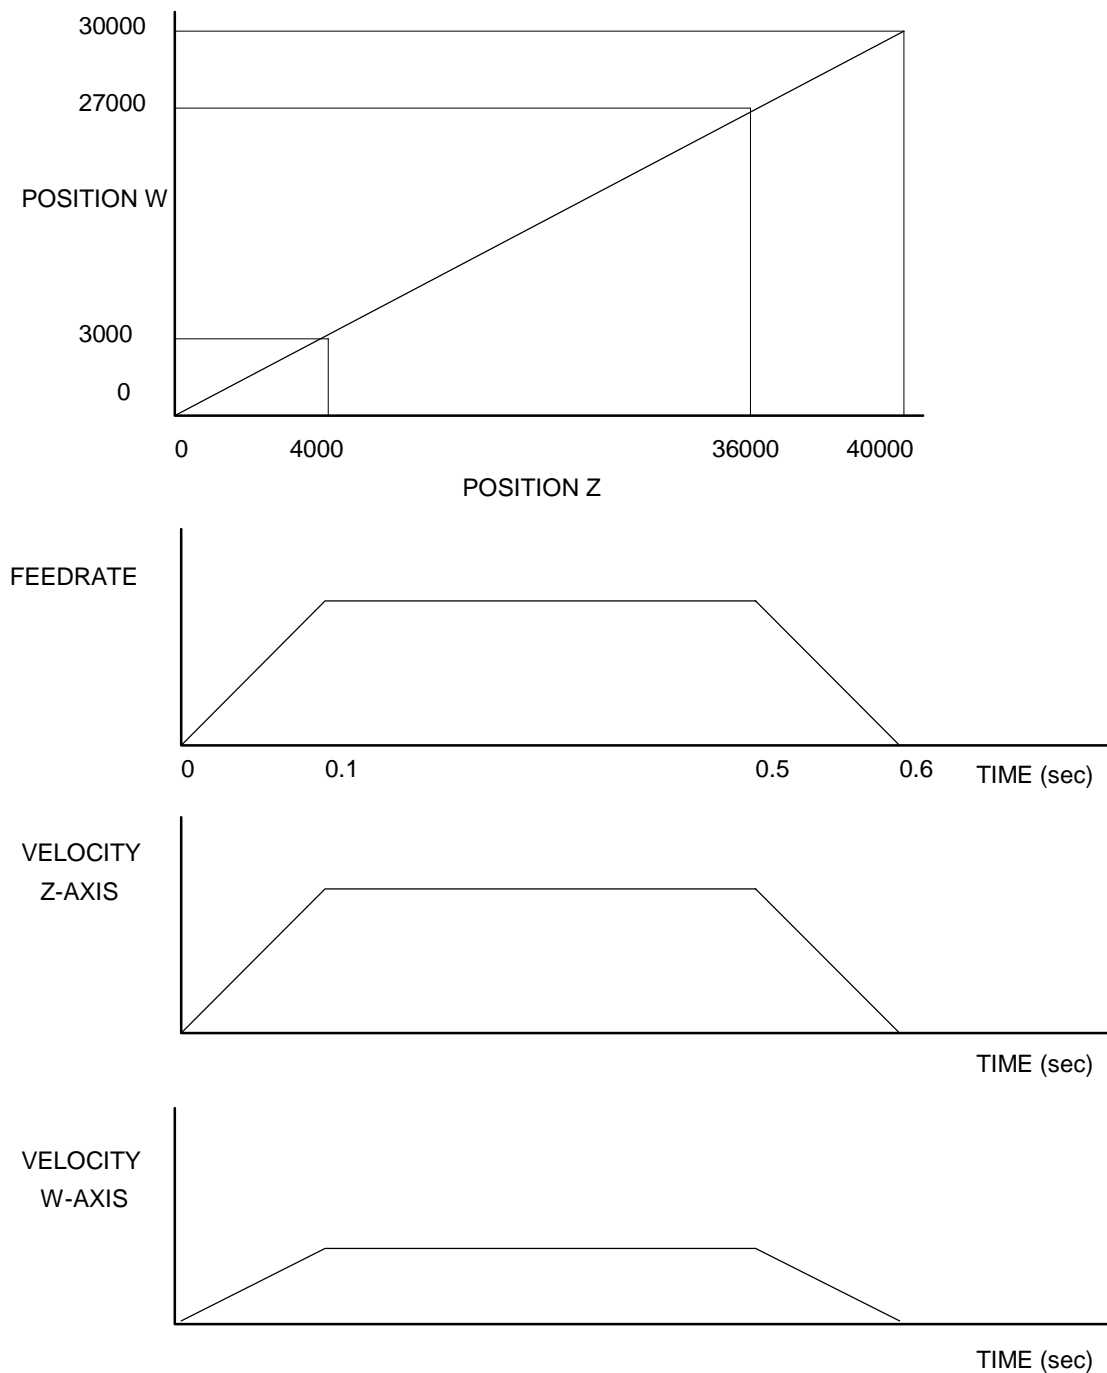 30000
27000
POSITION W
3000
0
0 4000 36000 40000
POSITION Z
FEEDRATE
0 0.1 0.5 0.6 TIME (sec)
VELOCITY
Z-AXIS
TIME (sec)
VELOCITY
W-AXIS
TIME (sec)